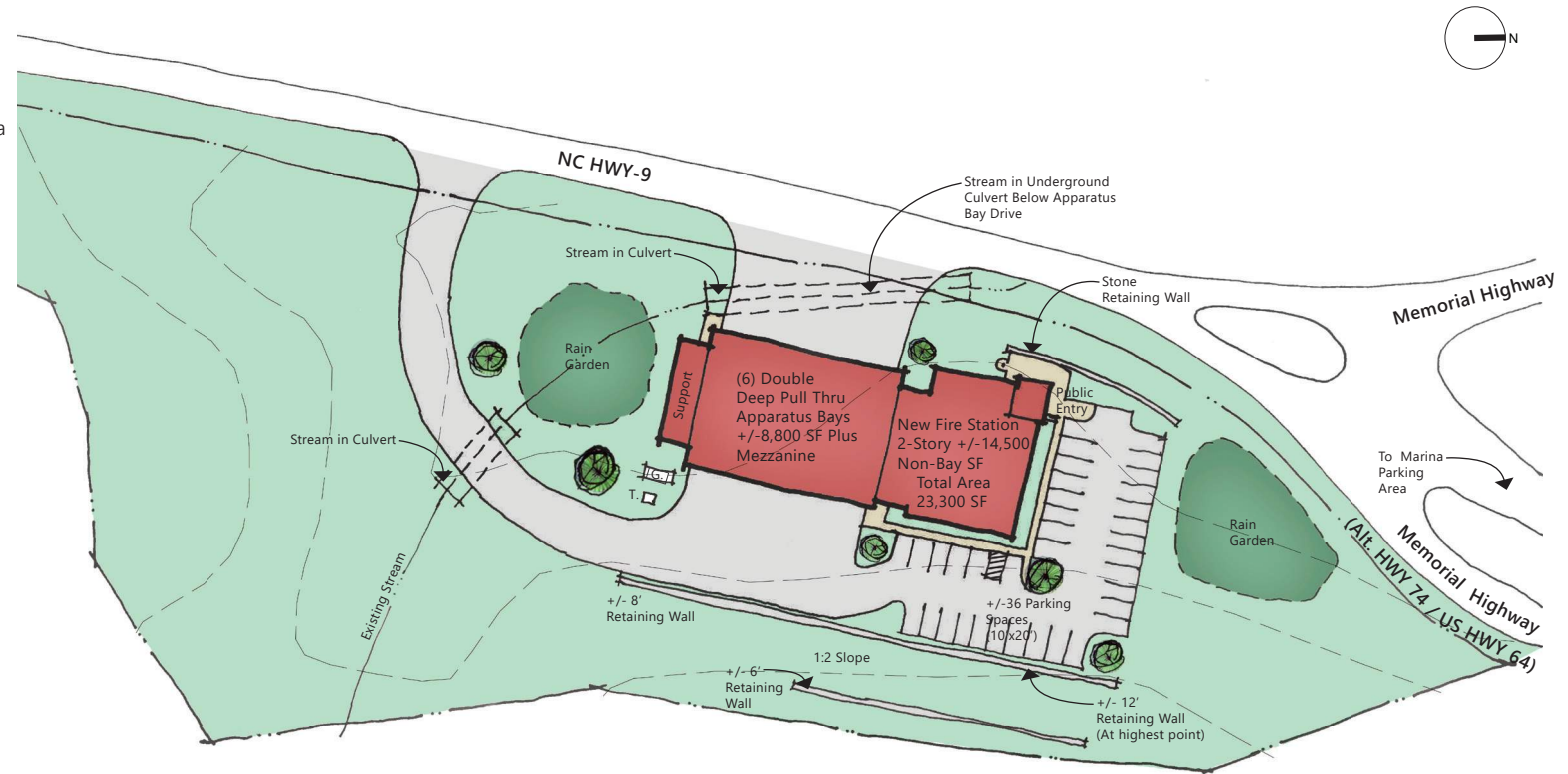 N
a
NC HWY-9
Stream in Underground
Culvert Below Apparatus
Bay Drive
Stream in Culvert
Stone
Retaining Wall
Memorial Highway
Rain
Garden
Support
(6) Double
Deep Pull Thru
Apparatus Bays
+/-8,800 SF Plus
Mezzanine
Public
Entry
New Fire Station
2-Story +/-14,500
Non-Bay SF
Total Area
23,300 SF
Stream in Culvert
G.
T.
To Marina
Parking
Area
Rain
Garden
Memorial Highway
(Alt. HWY 74 / US HWY 64)
Existing Stream
+/- 8'
Retaining Wall
+/-36 Parking
Spaces
(10'x20')
1:2 Slope
+/- 6'
Retaining
Wall
+/- 12'
Retaining Wall
(At highest point)